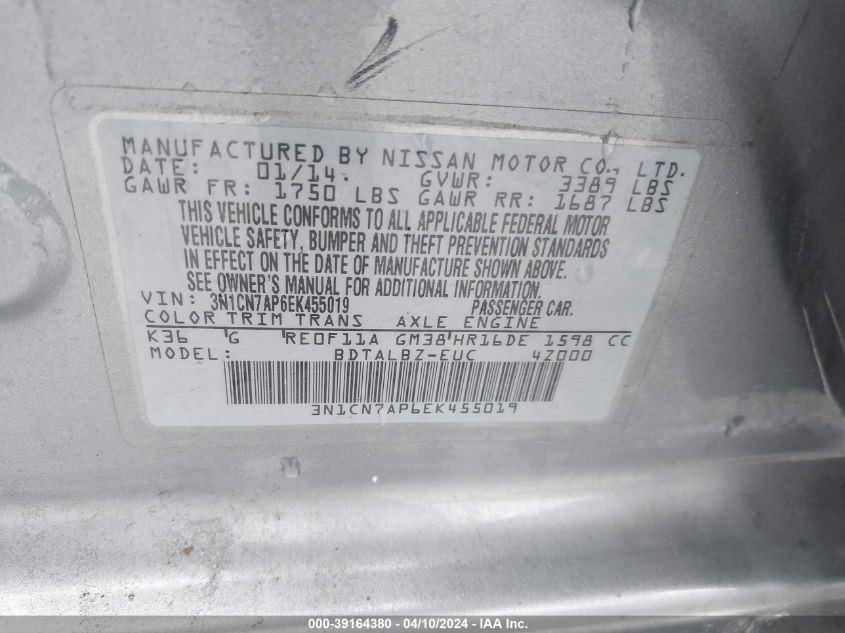 MANUFACTURED BY NISSAN MOTOR CO., LTD.
DATE: 01/14 GVWR: 3389 LBS
GAWR FR: 1750 LBS GAWR RR: 1687 LBS
THIS VEHICLE CONFORMS TO ALL APPLICABLE FEDERAL MOTOR
VEHICLE SAFETY, BUMPER AND THEFT PREVENTION STANDARDS
IN EFFECT ON THE DATE OF MANUFACTURE SHOWN ABOVE.
SEE OWNER'S MANUAL FOR ADDITIONAL INFORMATION.
VIN: 3N1CN7AP6EK455019 PASSENGER CAR.
COLOR TRIM TRANS AXLE ENGINE
K36 G RE0F11A GM38 HR16DE 1598 CC
MODEL: BDTALBZ-EUC 4Z000
3N1CN7AP6EK455019
000-39164380 - 04/10/2024 - IAA Inc.